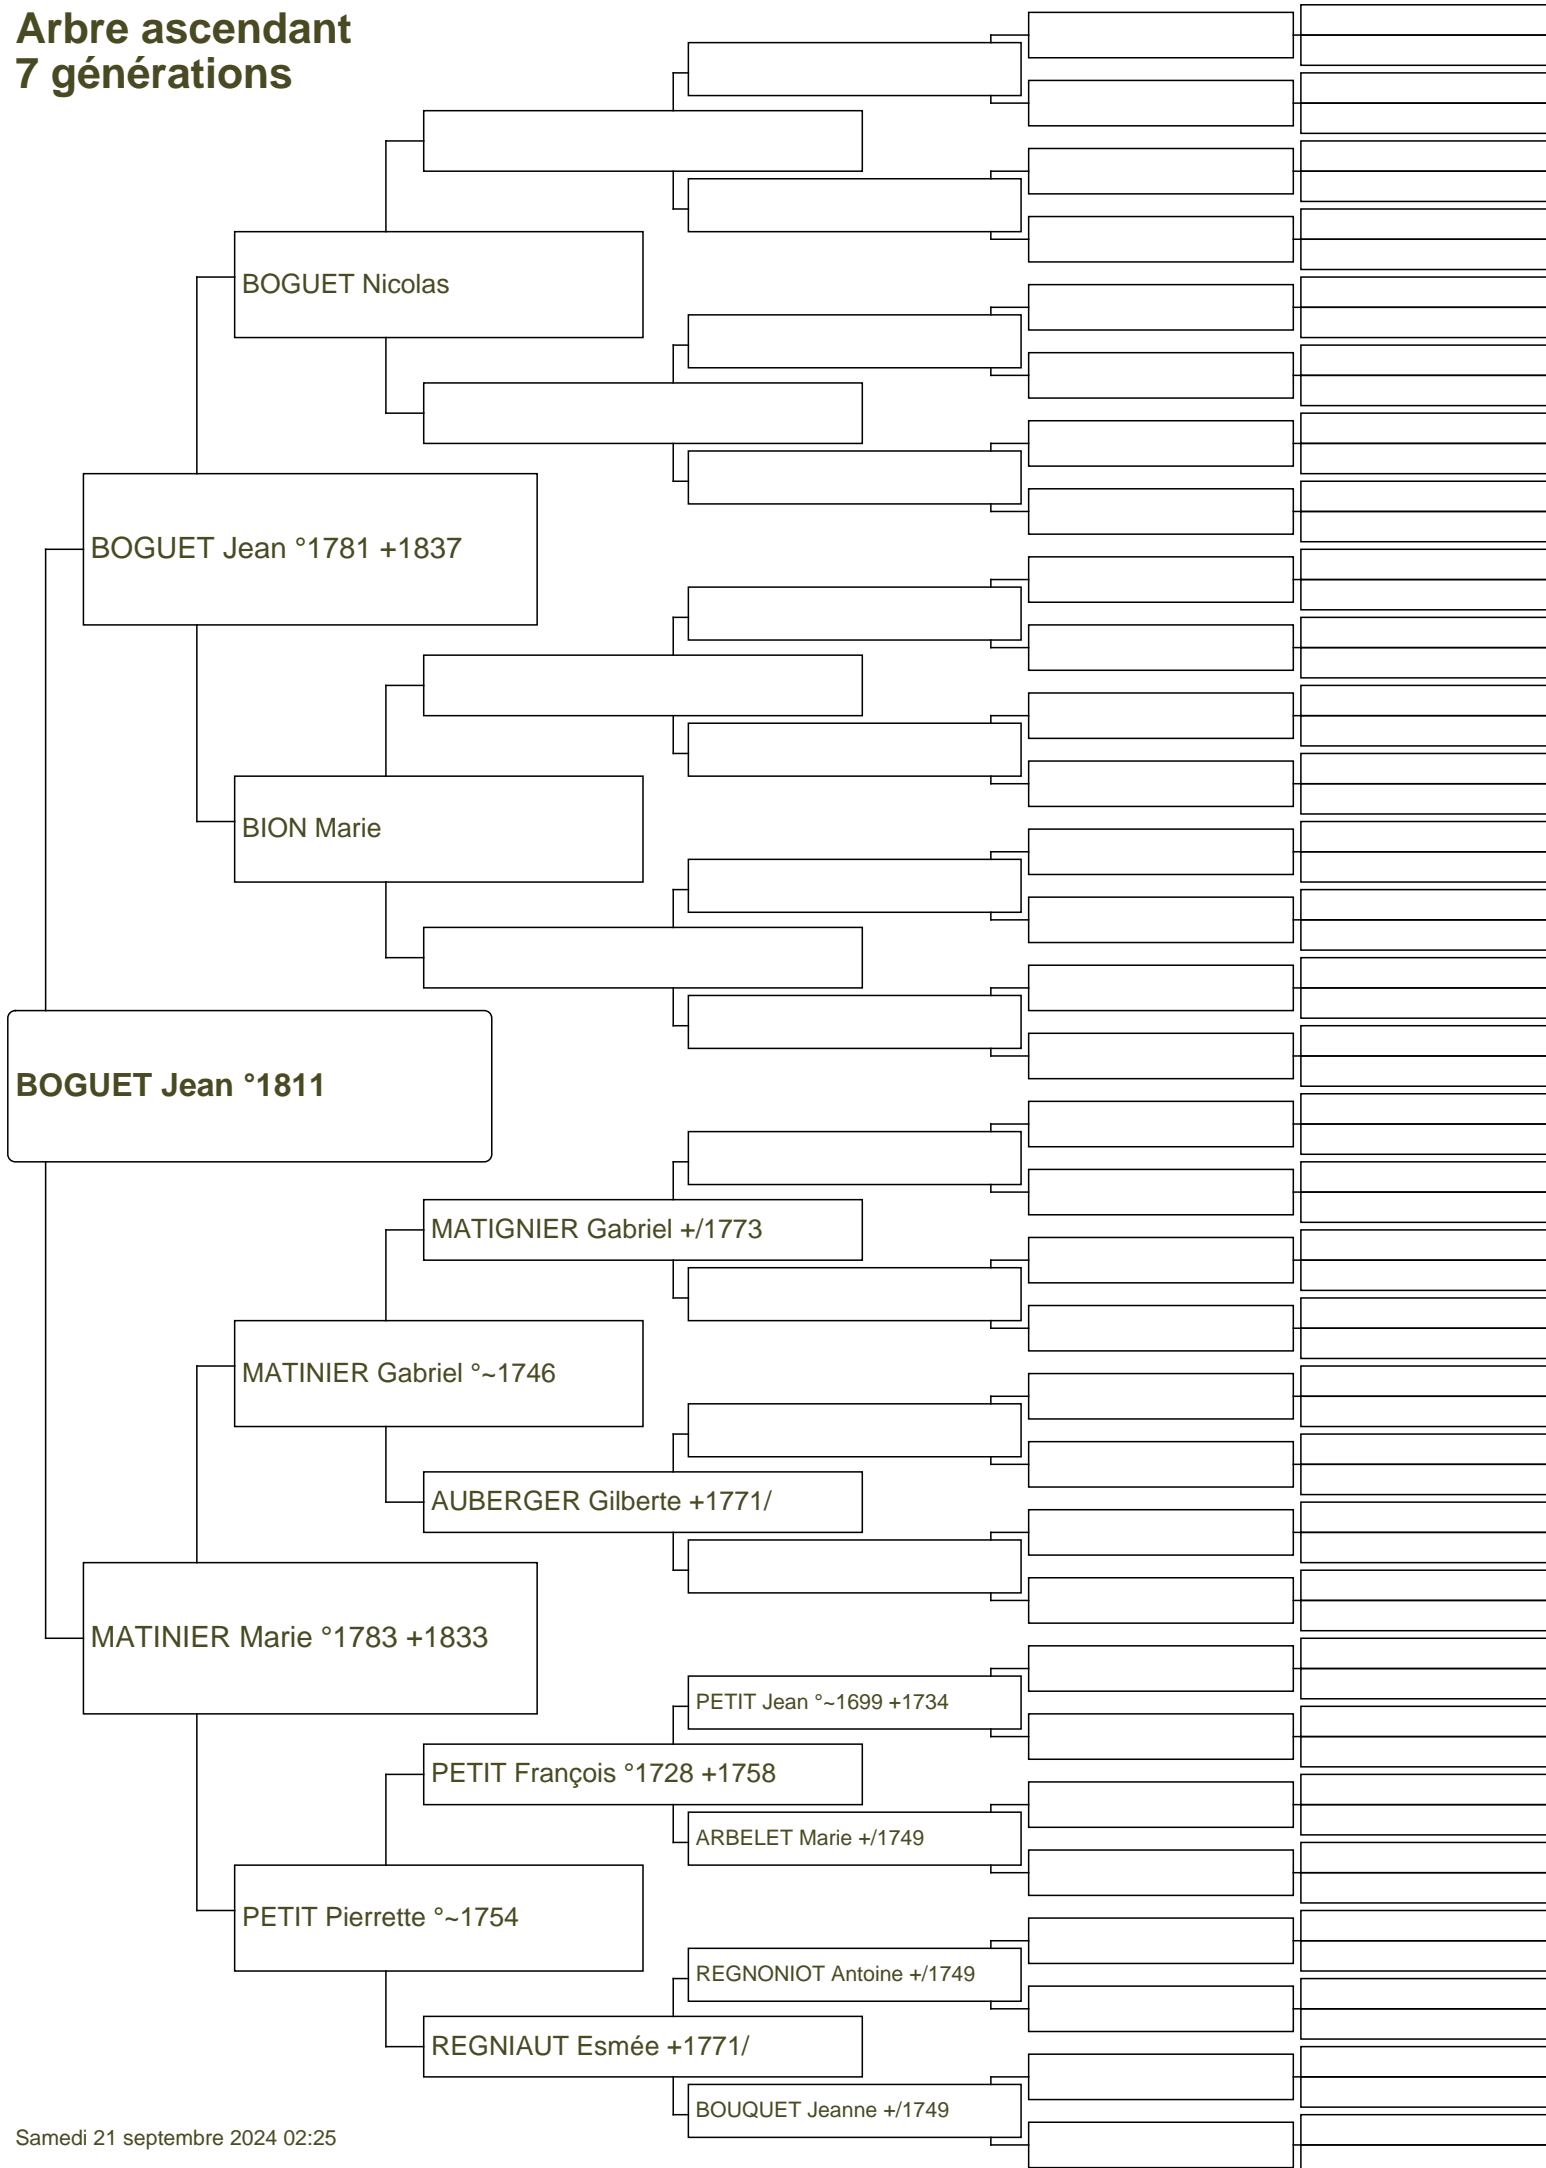 Arbre ascendant
7 générations
BOGUET Nicolas
BOGUET Jean °1781 +1837
BION Marie
BOGUET Jean °1811
MATIGNIER Gabriel +/1773
MATINIER Gabriel °~1746
AUBERGER Gilberte +1771/
MATINIER Marie °1783 +1833
PETIT Jean °~1699 +1734
PETIT François °1728 +1758
ARBELET Marie +/1749
PETIT Pierrette °~1754
REGNONIOT Antoine +/1749
REGNIAUT Esmée +1771/
BOUQUET Jeanne +/1749
Samedi 21 septembre 2024 02:25